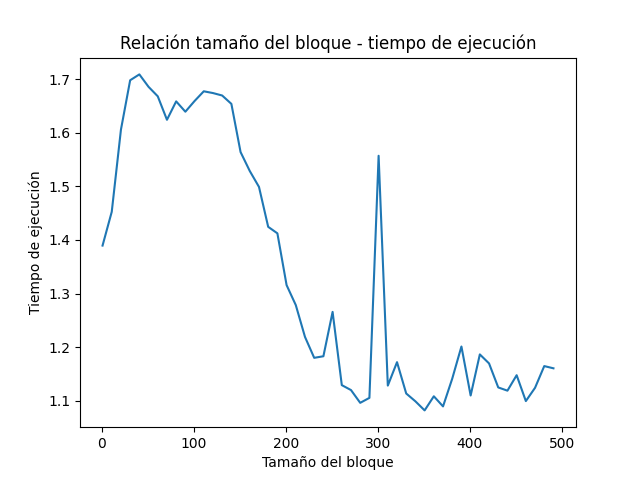 Relación tamaño del bloque - tiempo de ejecución
1.7
1.6
1.5
1.4
1.3
1.2
1.1
Tiempo de ejecución
0 100 200 300 400 500
Tamaño del bloque